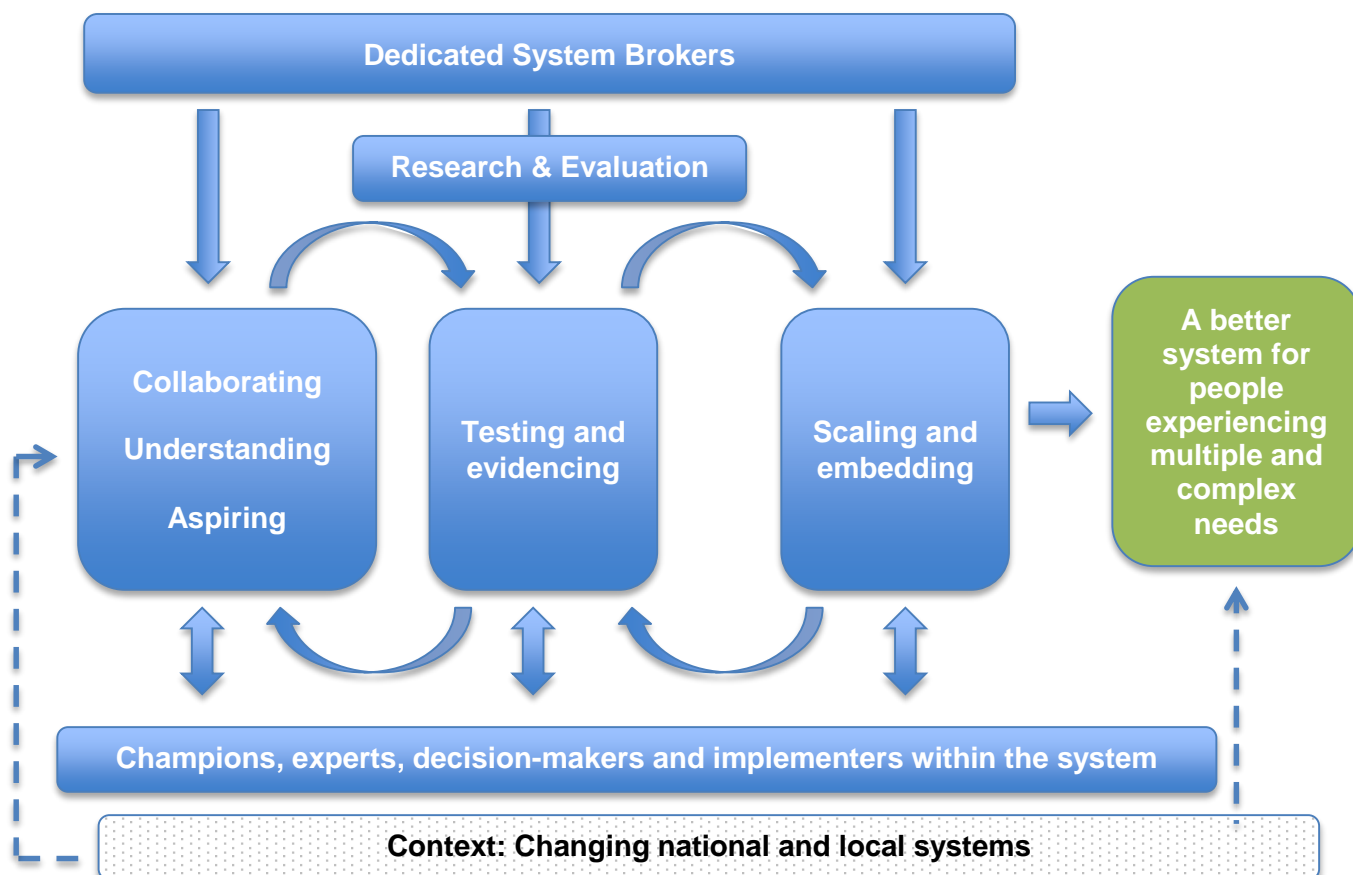 Dedicated System Brokers
Research & Evaluation
Collaborating
Understanding
Aspiring
Testing and
evidencing
Scaling and
embedding
A better
system for
people
experiencing
multiple and
complex
needs
Champions, experts, decision-makers and implementers within the system
Context: Changing national and local systems